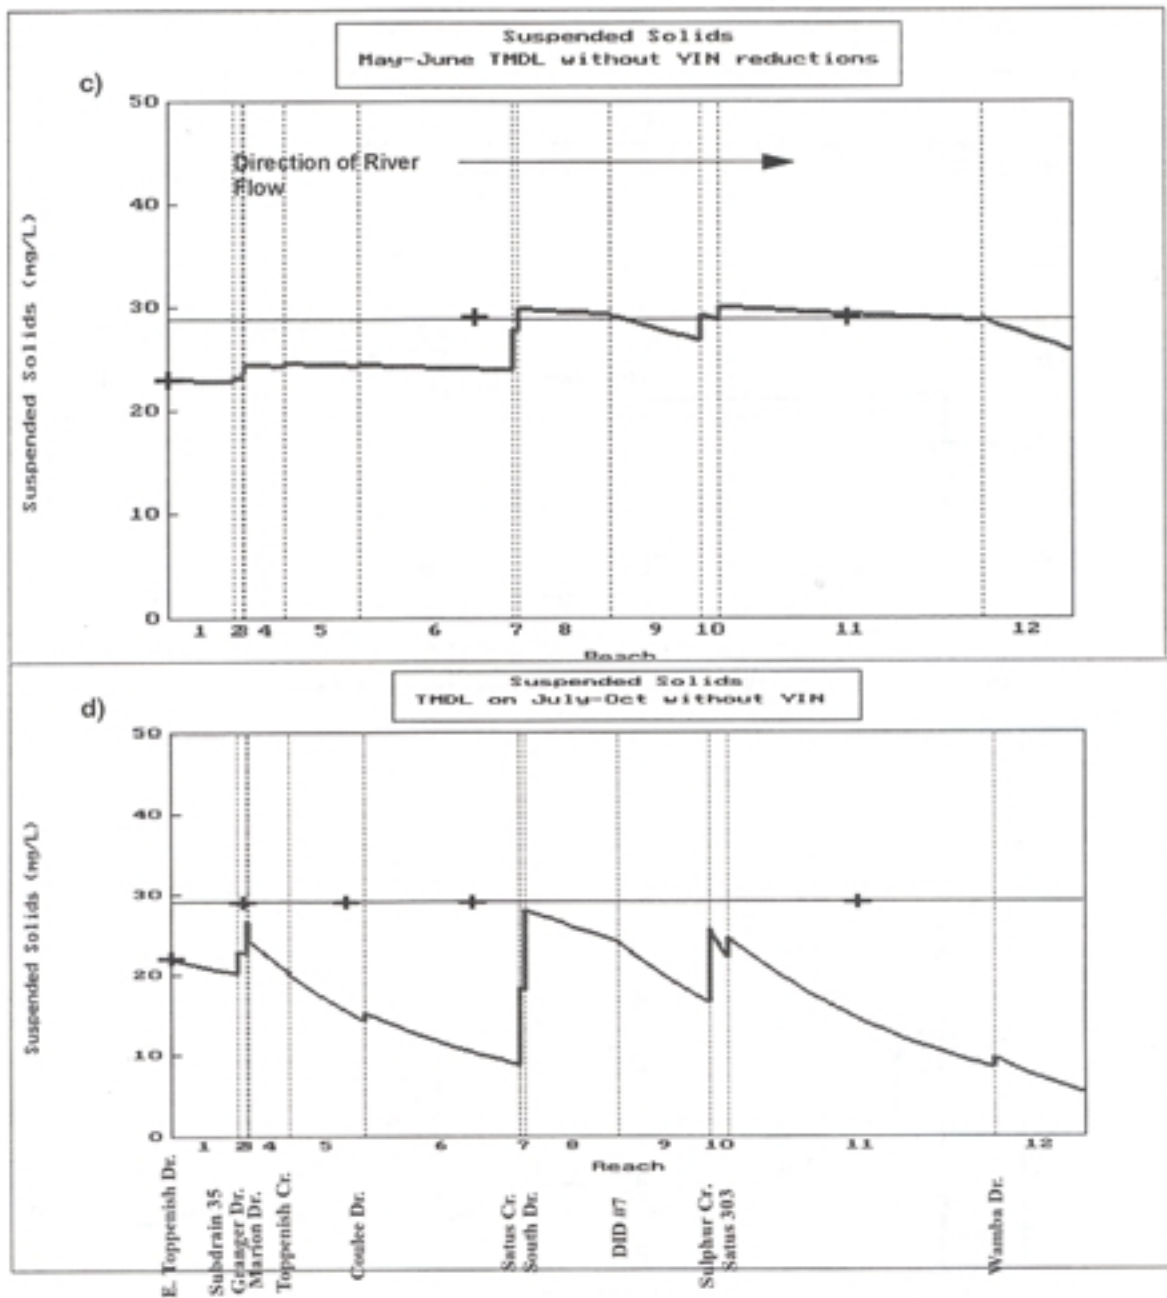 Suspended Solids
May-June TMDL without YIN reductions
c)
Suspended Solids (mg/L)
50
40
30
20
10
0
Direction of River
Flow
1 2 3 4 5 6 7 8 9 10 11 12
Reach
Suspended Solids
TMDL on July-Oct without YIN
d)
Suspended Solids (mg/L)
50
40
30
20
10
0
1 2 3 4 5 6 7 8 9 10 11 12
Reach
E. Toppenish Dr.
Subdrain 35
Granger Dr.
Marion Dr.
Toppenish Cr.
Coulee Dr.
Satus Cr.
South Dr.
DID #7
Sulphur Cr.
Satus 303
Wamba Dr.